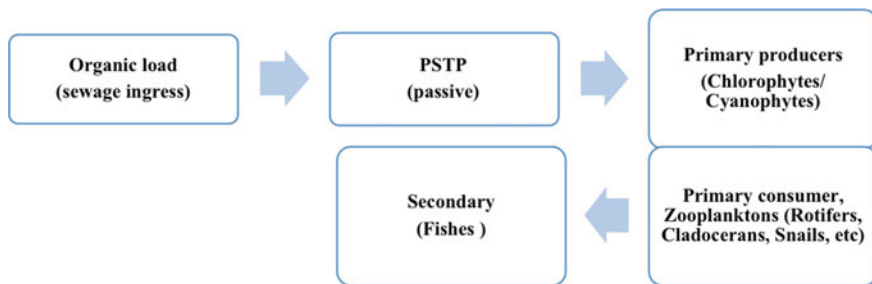 Organic load
(sewage ingress)
PSTP
(passive)
Primary producers
(Chlorophytes/
Cyanophytes)
Primary consumer,
Zooplanktons (Rotifers,
Cladocerans, Snails, etc)
Secondary
(Fishes )